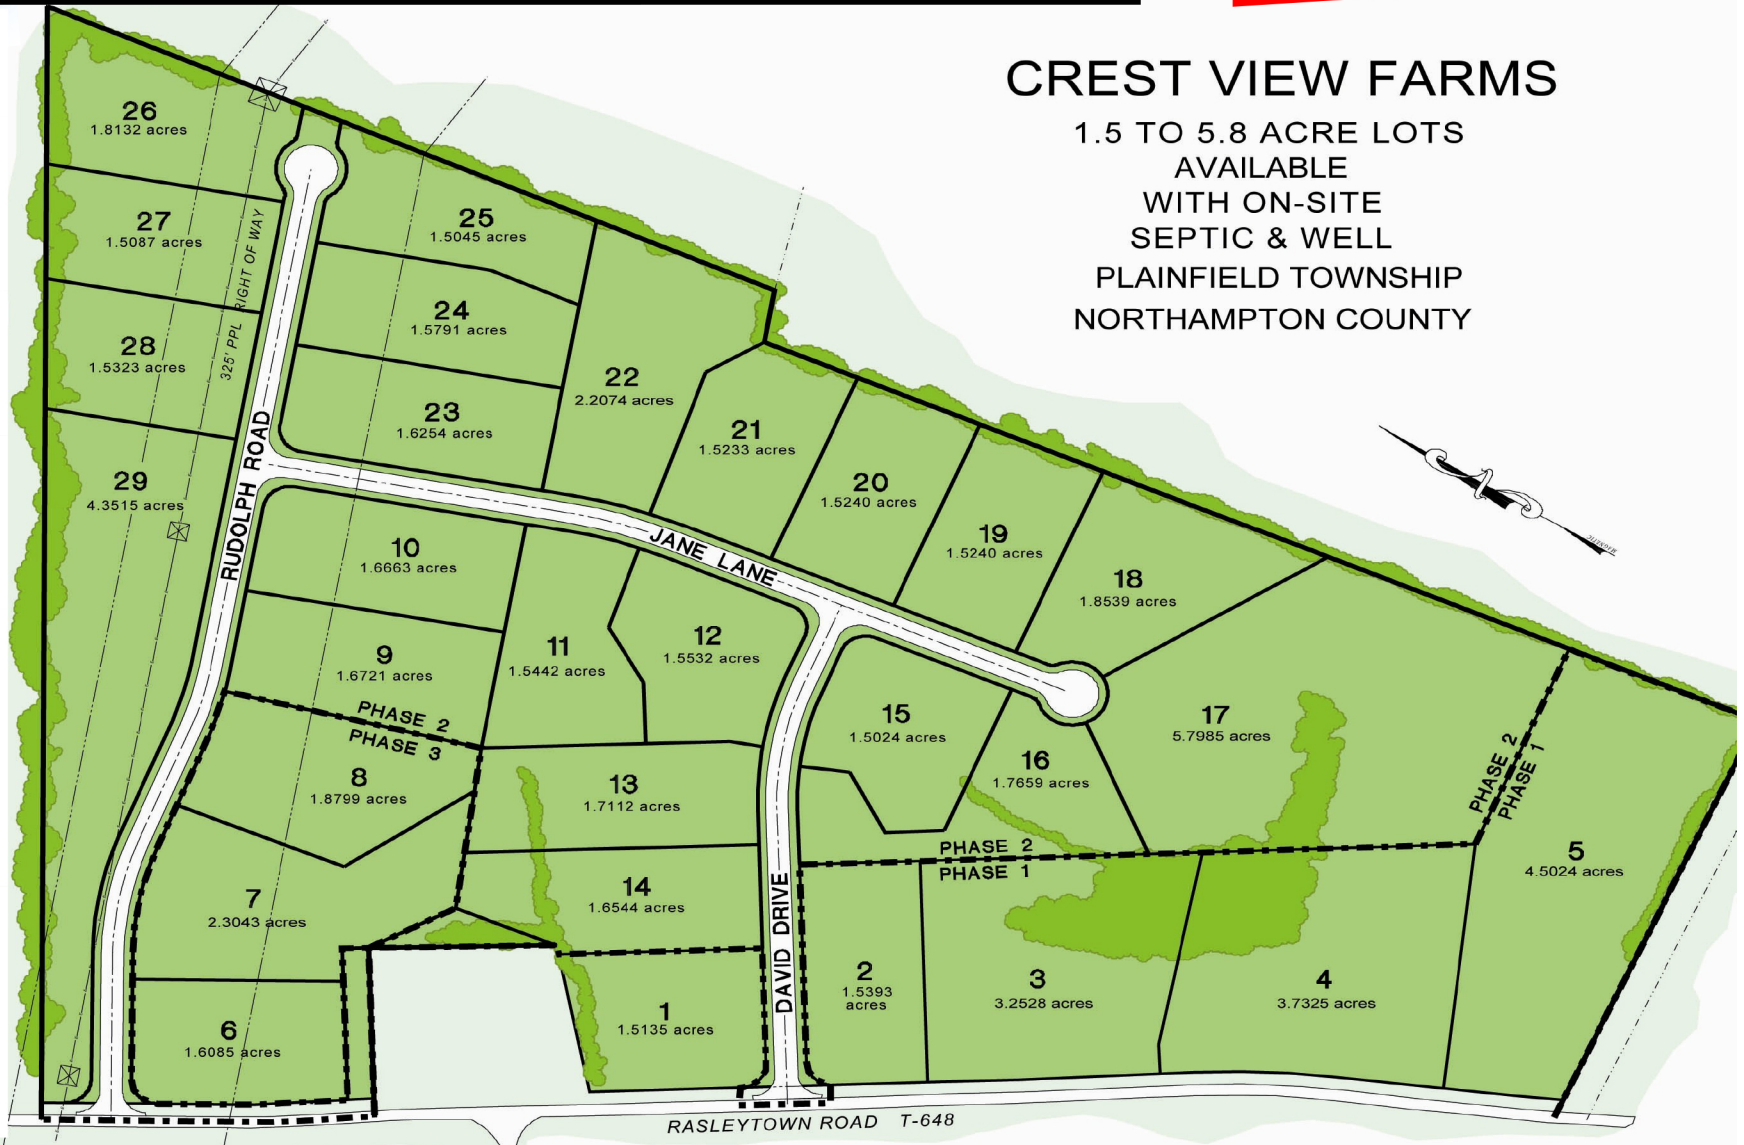 CREST VIEW FARMS
1.5 TO 5.8 ACRE LOTS
AVAILABLE
WITH ON-SITE
SEPTIC & WELL
PLAINFIELD TOWNSHIP
NORTHAMPTON COUNTY
26
1.8132 acres
27
1.5087 acres
28
1.5323 acres
29
4.3515 acres
325' PPL RIGHT OF WAY
RUDOLPH ROAD
25
1.5045 acres
24
1.5791 acres
23
1.6254 acres
22
2.2074 acres
21
1.5233 acres
20
1.5240 acres
19
1.5240 acres
18
1.8539 acres
JANE LANE
10
1.6663 acres
9
1.6721 acres
11
1.5442 acres
12
1.5532 acres
PHASE 2
PHASE 3
8
1.8799 acres
7
2.3043 acres
6
1.6085 acres
13
1.7112 acres
14
1.6544 acres
1
1.5135 acres
DAVID DRIVE
15
1.5024 acres
16
1.7659 acres
17
5.7985 acres
PHASE 2
PHASE 1
PHASE 2
PHASE 1
2
1.5393
acres
3
3.2528 acres
4
3.7325 acres
5
4.5024 acres
RASLEYTOWN ROAD T-648